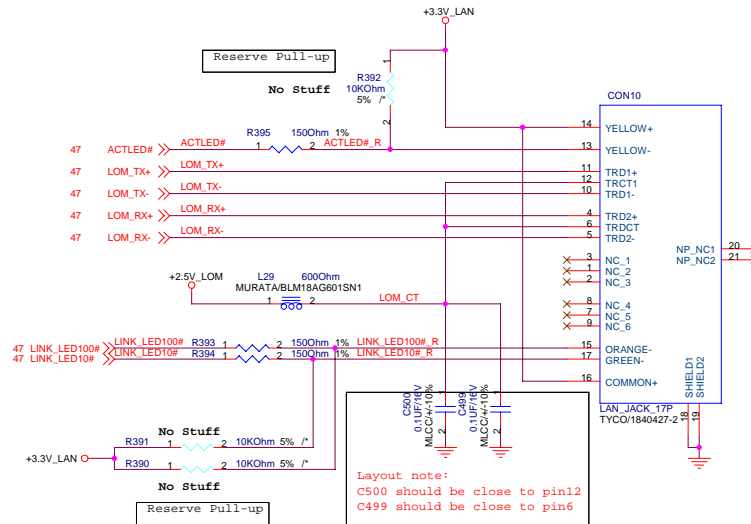 +3.3V_LAN
Reserve Pull-up
No Stuff
R392
10KOhm
5% /*
1
2
CON10
R395 150Ohm 1%
47 ACTLED# ACTLED# 1 2 ACTLED#_R
14 YELLOW+
13 YELLOW-
47 LOM_TX+ LOM_TX+ 11 TRD1+
12 TRCT1
47 LOM_TX- LOM_TX- 10 TRD1-
47 LOM_RX+ LOM_RX+ 4 TRD2+
6 TRDCT
47 LOM_RX- LOM_RX- 5 TRD2-
NP_NC1 20
NP_NC2 21
3 NC_1
1 NC_2
2 NC_3
8 NC_4
7 NC_5
9 NC_6
+2.5V_LOM
L29 600Ohm
MURATA/BLM18AG601SN1
1 2 LOM_CT
47 LINK_LED100# LINK_LED100# R393 1 2 150Ohm 1% LINK_LED100#_R 15 ORANGE-
47 LINK_LED10# LINK_LED10# R394 1 2 150Ohm 1% LINK_LED10#_R 17 GREEN-
16 COMMON+
SHIELD1
SHIELD2
18
19
LAN_JACK_17P
TYCO/1840427-2
C500
0.1UF/16V
MLCC/+/-10%
1
2
C499
0.1UF/16V
MLCC/+/-10%
1
2
No Stuff
R391 1 2 10KOhm 5% /*
+3.3V_LAN
R390 1 2 10KOhm 5% /*
No Stuff
Reserve Pull-up
Layout note:
C500 should be close to pin12
C499 should be close to pin6